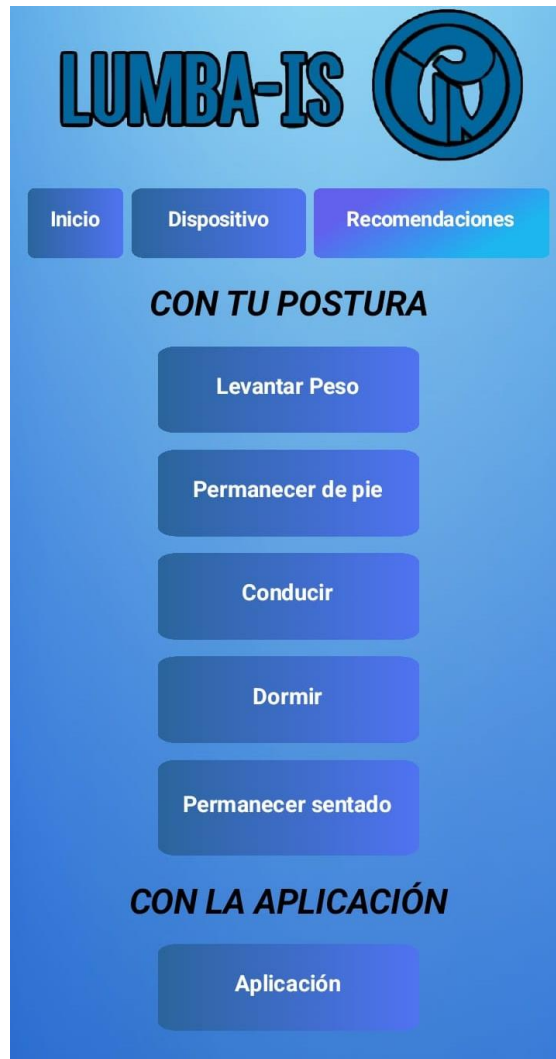 LUMBA-IS
Inicio Dispositivo Recomendaciones
CON TU POSTURA
Levantar Peso
Permanecer de pie
Conducir
Dormir
Permanecer sentado
CON LA APLICACIÓN
Aplicación